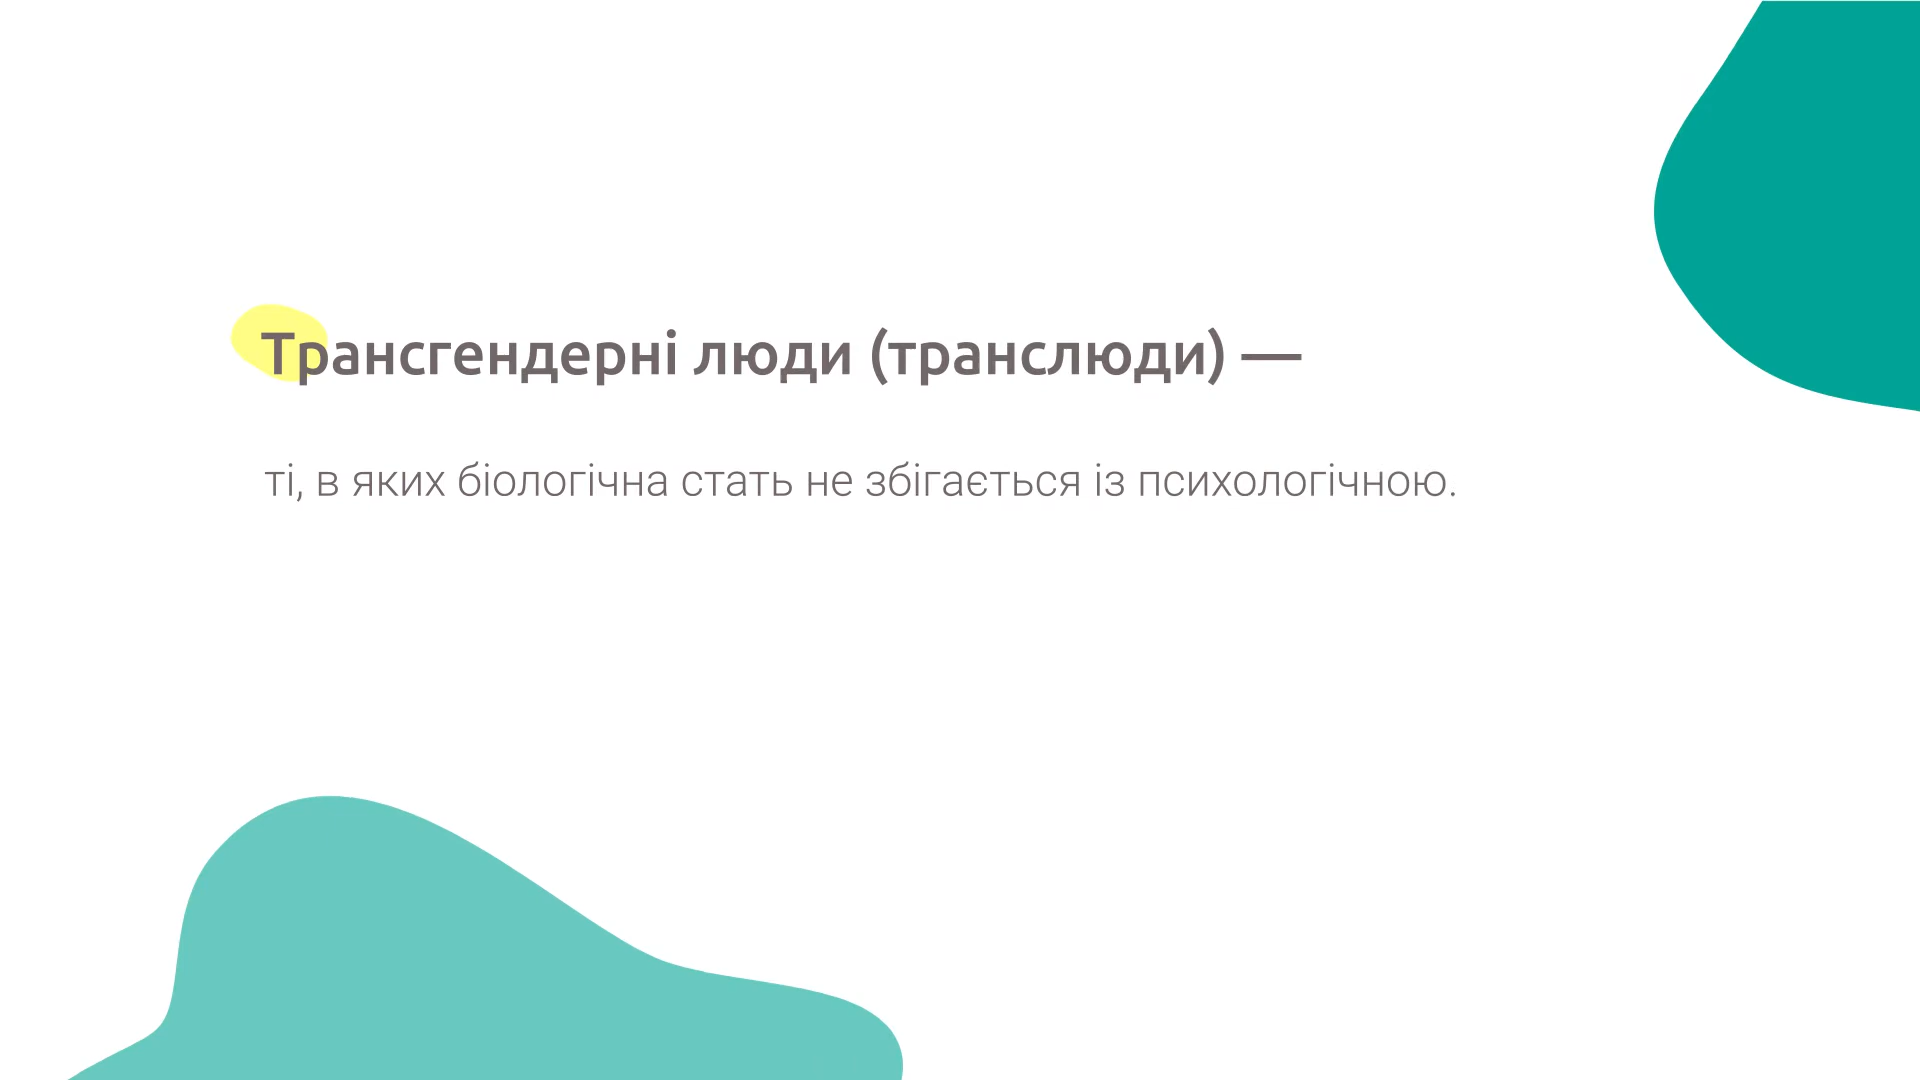 Трансгендерні люди (транслюди) —
ті, в яких біологічна стать не збігається із психологічною.